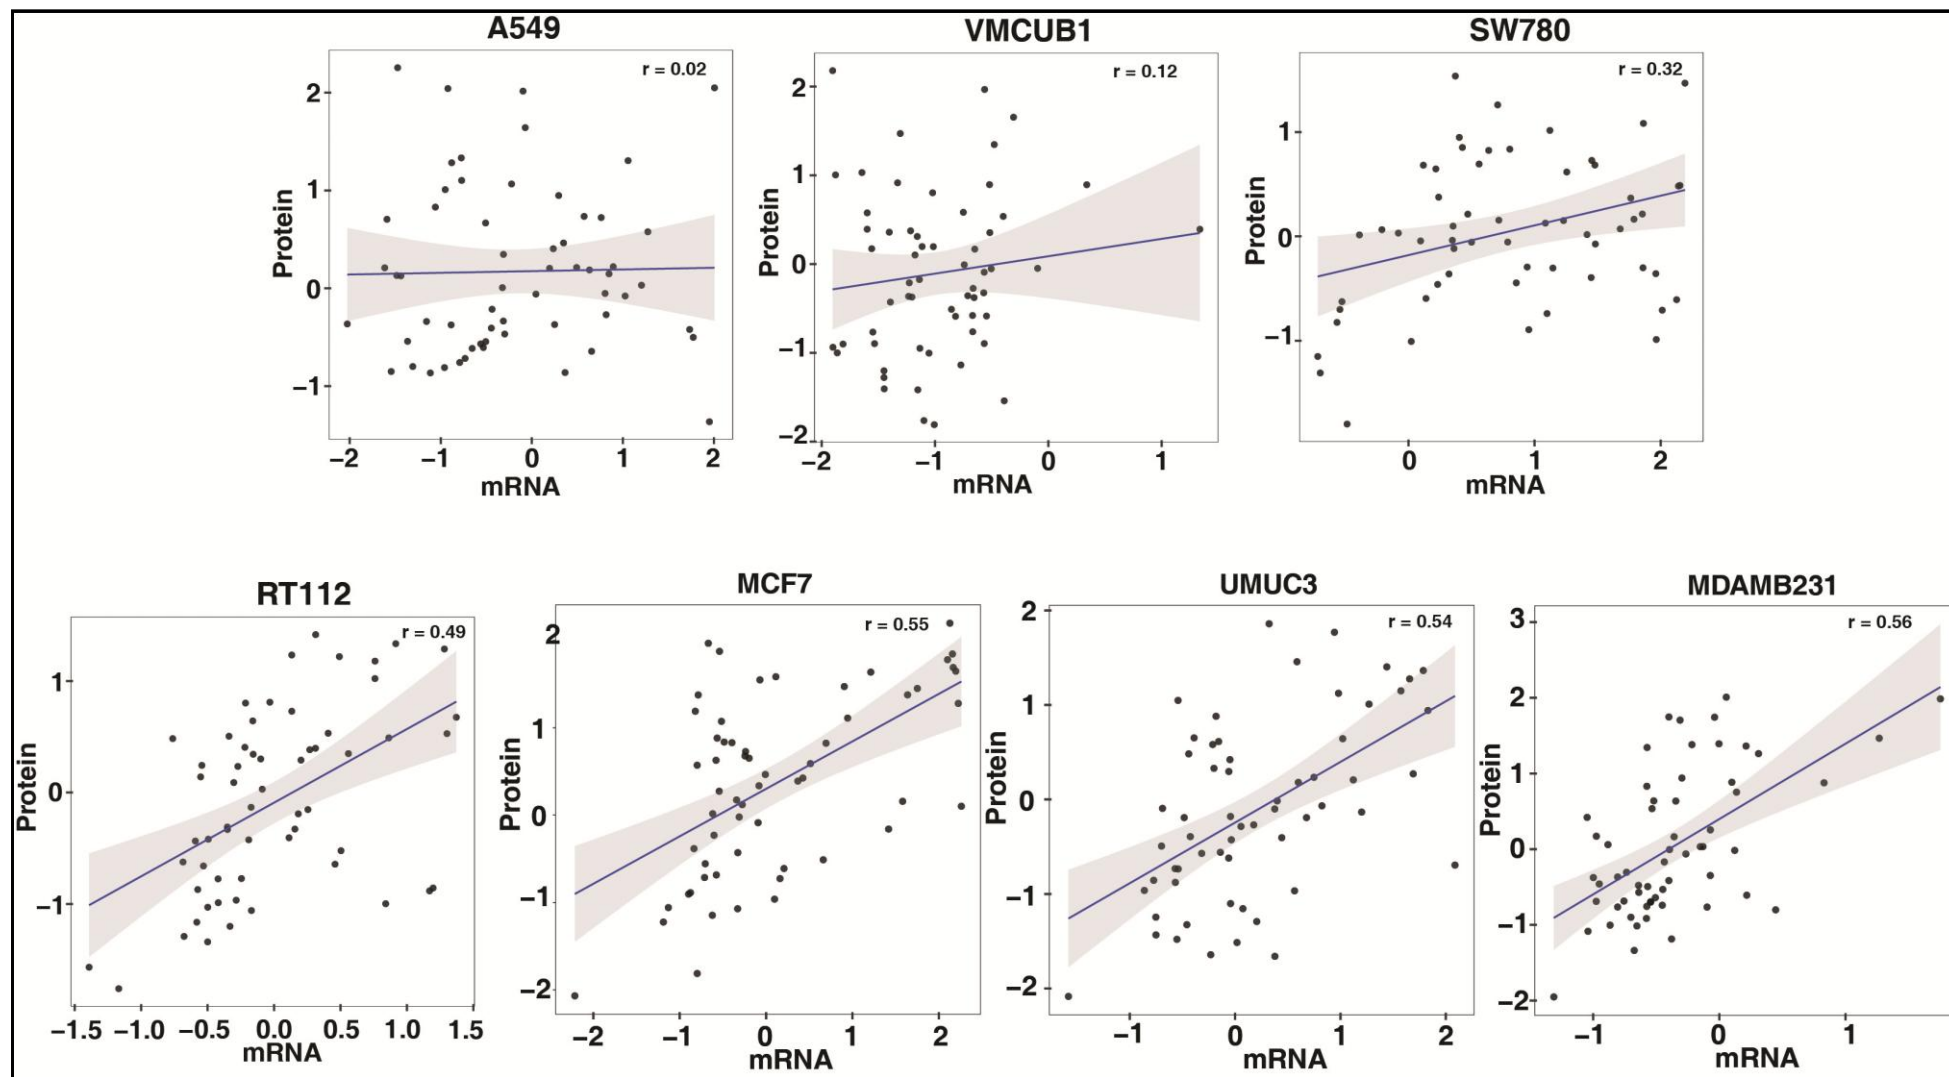 A549
r = 0.02
Protein
2
1
0
−1
−2 −1 0 1 2
mRNA
VMCUB1
r = 0.12
Protein
2
1
0
−1
−2
−2 −1 0 1
mRNA
SW780
r = 0.32
Protein
1
0
−1
0 1 2
mRNA
RT112
r = 0.49
Protein
1
0
−1
−1.5 −1.0 −0.5 0.0 0.5 1.0 1.5
mRNA
MCF7
r = 0.55
Protein
2
1
0
−1
−2
−2 −1 0 1 2
mRNA
UMUC3
r = 0.54
Protein
2
1
0
−1
−2
−1 0 1 2
mRNA
MDAMB231
r = 0.56
Protein
3
2
1
0
−1
−2
−1 0 1
mRNA